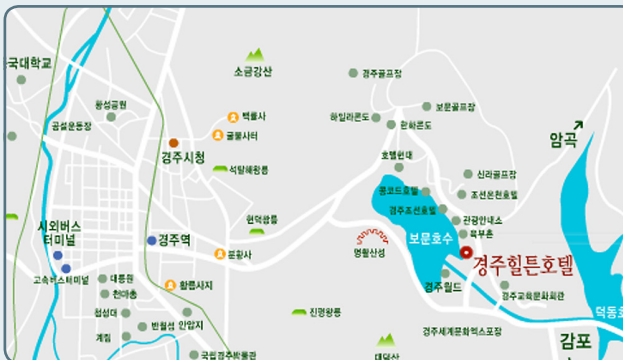 국대학교
소금강산
경주골프장
왕성공원
백률사
보문골프장
공설운동장
굴불사터
하일라콘도
한화콘도
암곡
경주시청
호텔현대
석탈해왕릉
신라골프장
콩코드호텔
조선온천호텔
경주조선호텔
현덕왕릉
관광안내소
시외버스
터미널
육부촌
경주역
보문호수
명활산성
분황사
경주힐튼호텔
고속버스터미널
대릉원
황룡사지
경주월드
천마총
경주교육문화회관
첨성대
진평왕릉
덕동호
반월성
안압지
계림
경주세계문화엑스포장
감포
국립경주박물관
대덕산